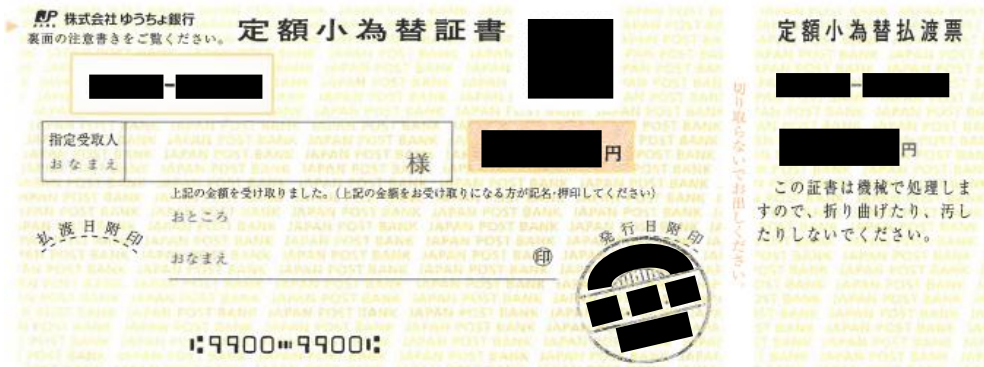 JP 株式会社 ゆうちょ銀行
裏面の注意書きをご覧ください。
定額小為替証書
指定受取人
おなまえ
様
円
上記の金額を受け取りました。(上記の金額をお受け取りになる方が記名・押印してください)
おところ
おなまえ
印
払渡日附印
発行日附印
⑆9900⑉9900⑆
切り取らないでお出しください。
定額小為替払渡票
円
この証書は機械で処理しま
すので、折り曲げたり、汚し
たりしないでください。
JAPAN POST BANK